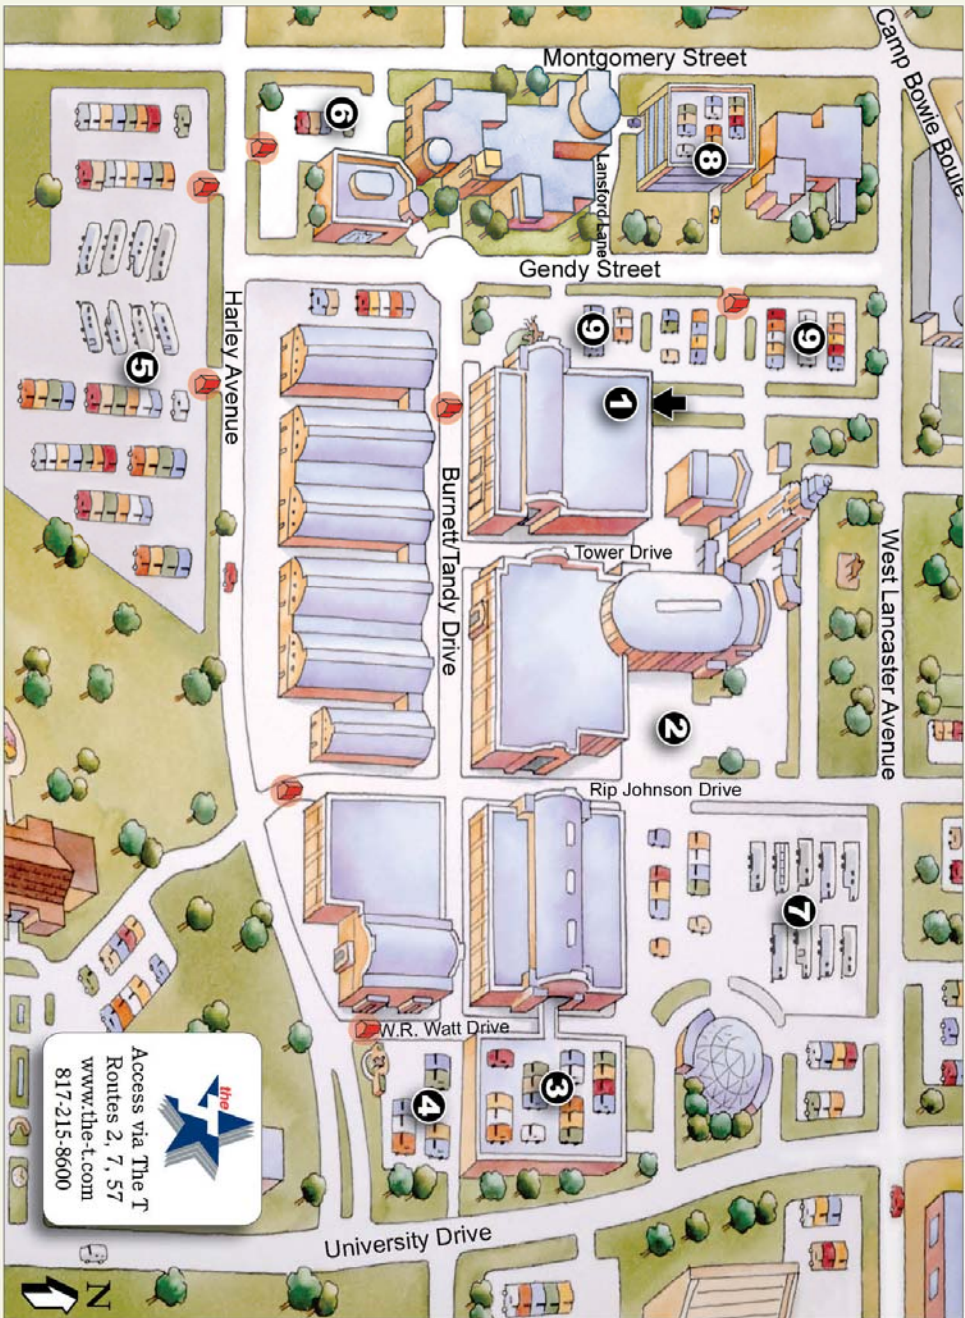 Camp Bowie Boule
Montgomery Street
6
8
Lansford Lane
Gendy Street
Harley Avenue
9
9
5
1
Burnett/Tandy Drive
Tower Drive
West Lancaster Avenue
2
Rip Johnson Drive
7
W.R. Watt Drive
3
4
the
Access via The T
Routes 2, 7, 57
www.the-t.com
817-215-8600
University Drive
N